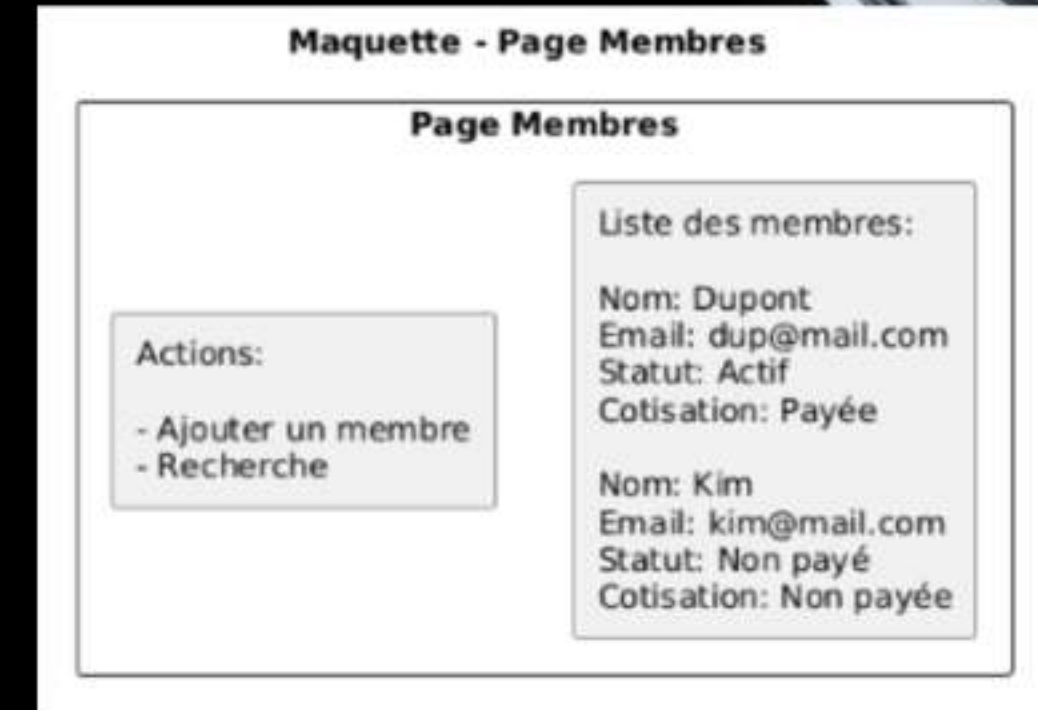 Maquette - Page Membres
Page Membres
Actions:
- Ajouter un membre
- Recherche
Liste des membres:
Nom: Dupont
Email: dup@mail.com
Statut: Actif
Cotisation: Payée
Nom: Kim
Email: kim@mail.com
Statut: Non payé
Cotisation: Non payée